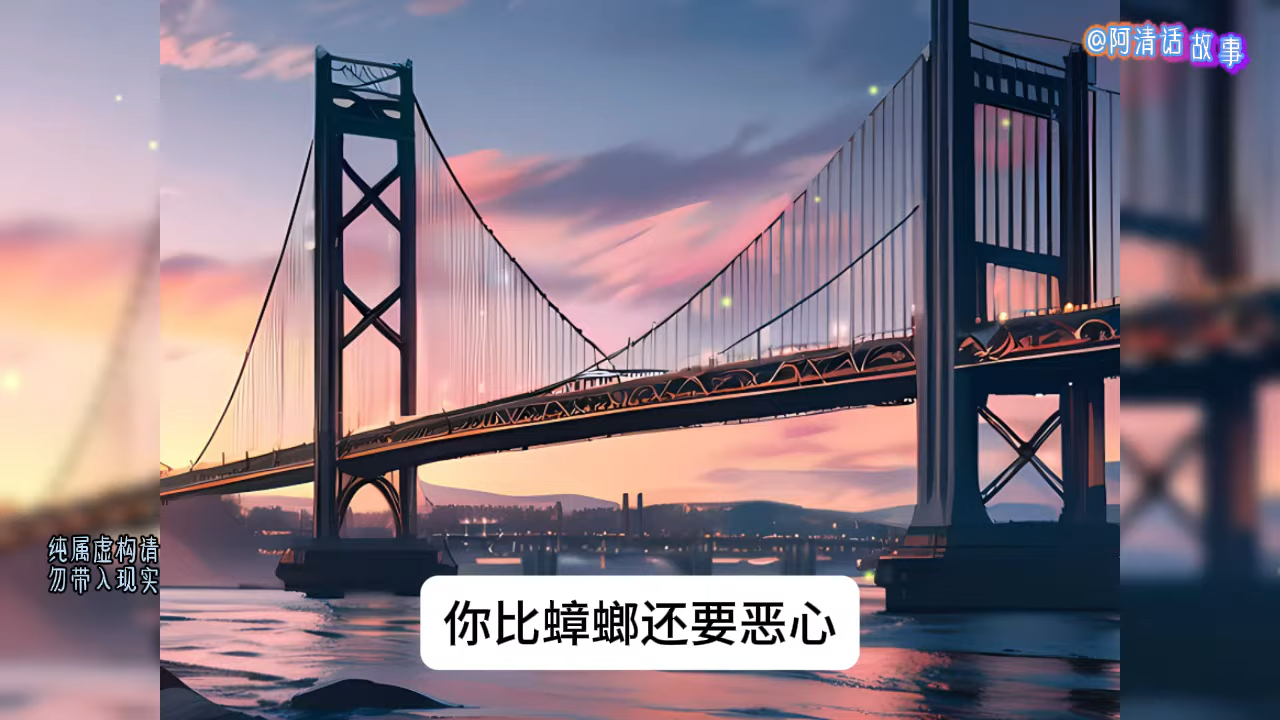 @阿清话故事
纯属虚构请
勿带入现实
你比蟑螂还要恶心